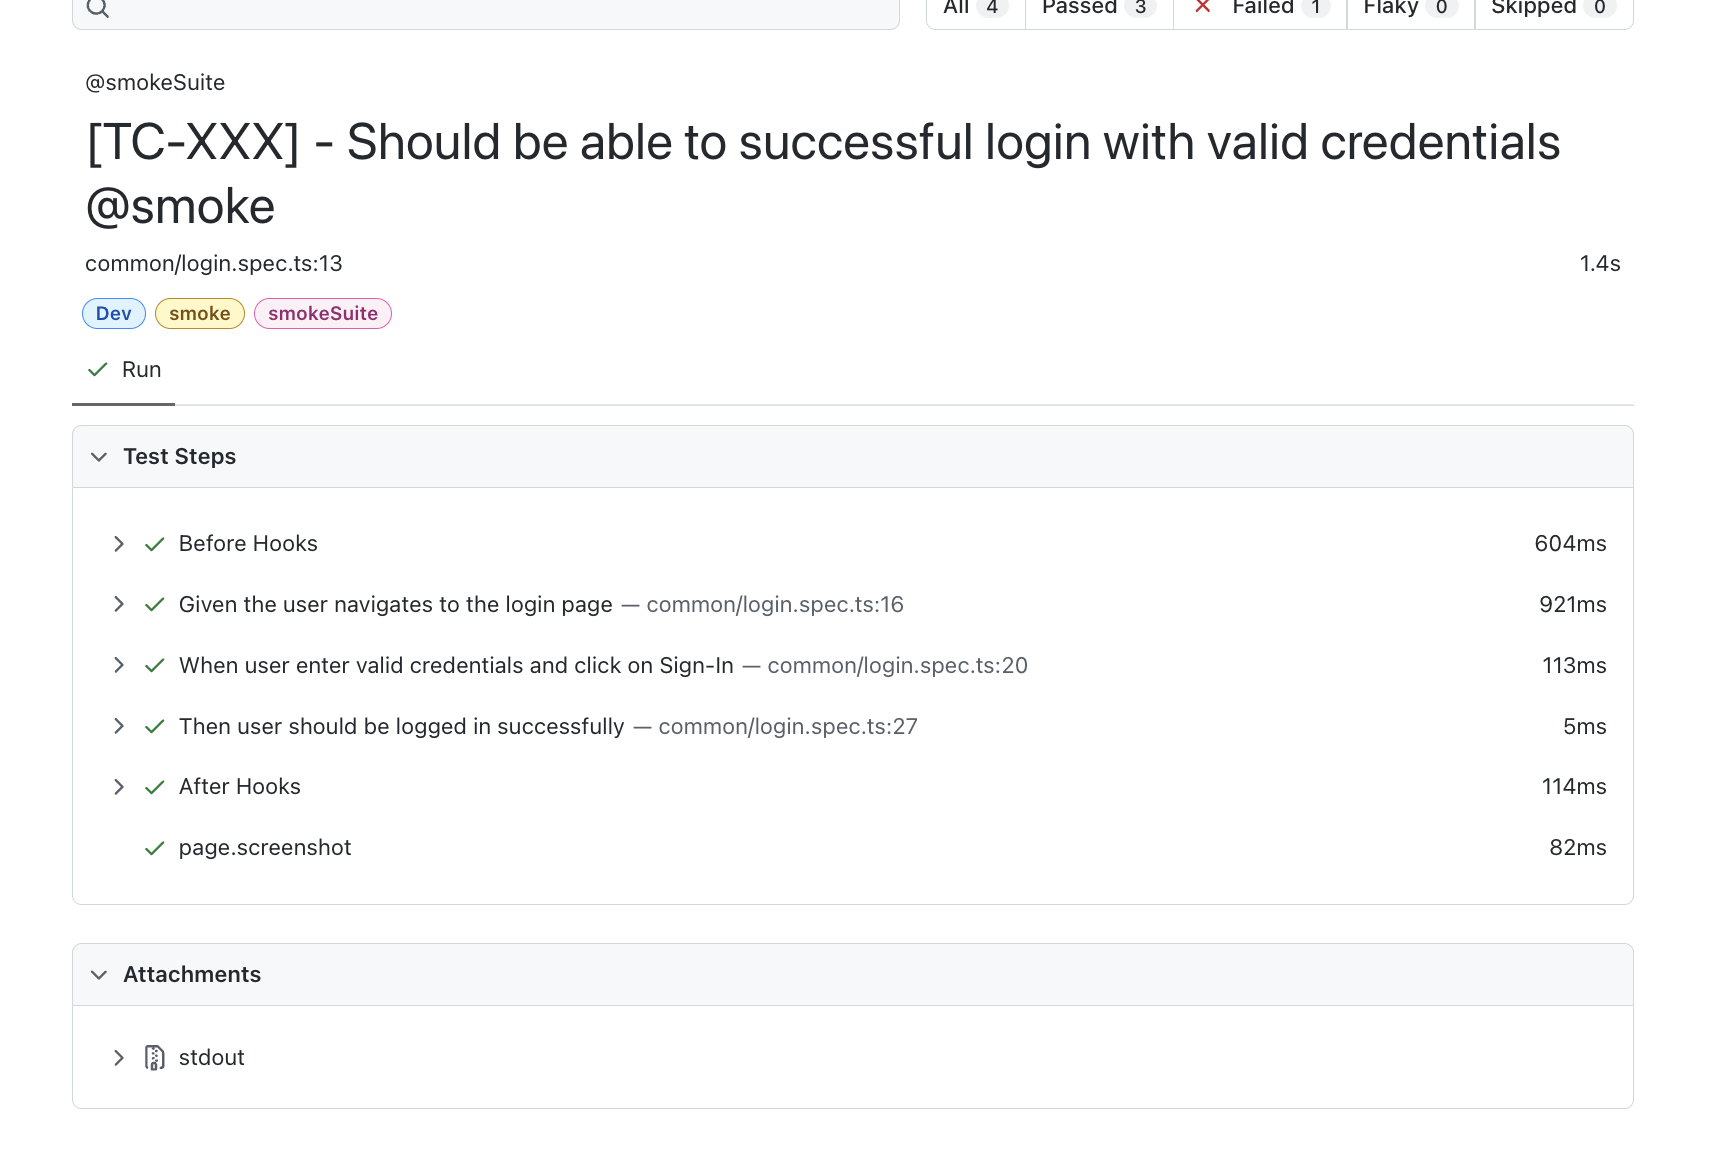 All 4 Passed 3 Failed 1 Flaky 0 Skipped 0
@smokeSuite
[TC-XXX] - Should be able to successful login with valid credentials
@smoke
common/login.spec.ts:13 1.4s
Dev smoke smokeSuite
Run
Test Steps
Before Hooks 604ms
Given the user navigates to the login page — common/login.spec.ts:16 921ms
When user enter valid credentials and click on Sign-In — common/login.spec.ts:20 113ms
Then user should be logged in successfully — common/login.spec.ts:27 5ms
After Hooks 114ms
page.screenshot 82ms
Attachments
stdout